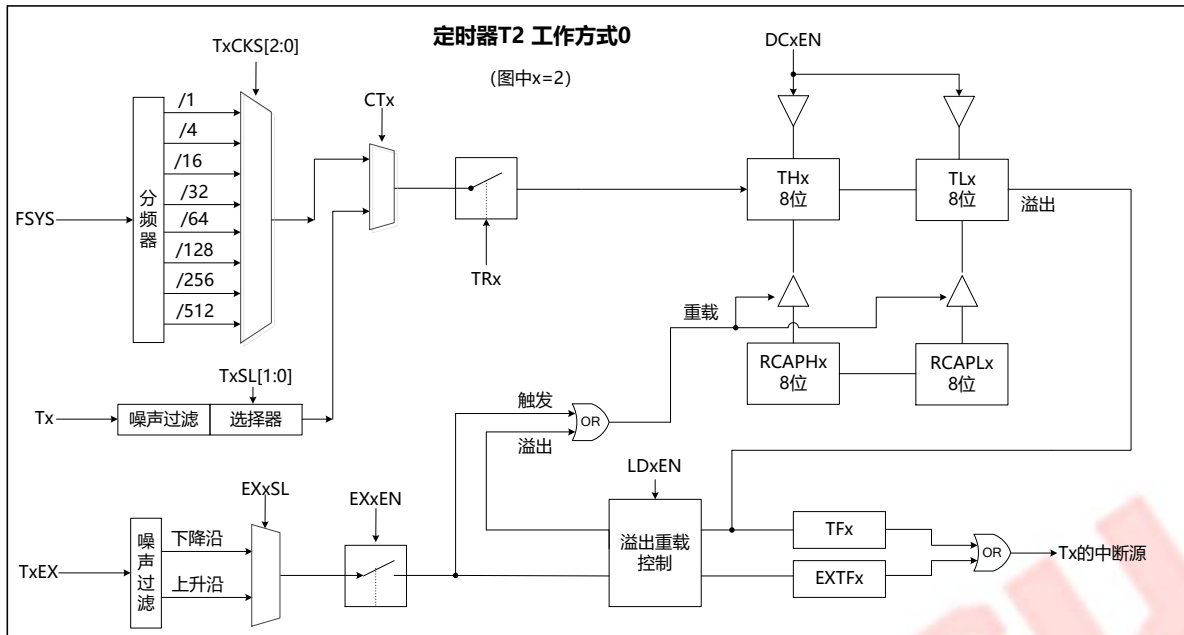 定时器T2 工作方式0
(图中x=2)
TxCKS[2:0]
CTx
DCxEN
/1
/4
/16
/32
/64
/128
/256
/512
FSYS
分频器
TRx
THx
8位
TLx
8位
溢出
重载
RCAPHx
8位
RCAPLx
8位
TxSL[1:0]
Tx
噪声过滤
选择器
触发
溢出
OR
LDxEN
EXxSL
EXxEN
TxEX
噪声过滤
下降沿
上升沿
溢出重载
控制
TFx
EXTFx
OR
Tx的中断源